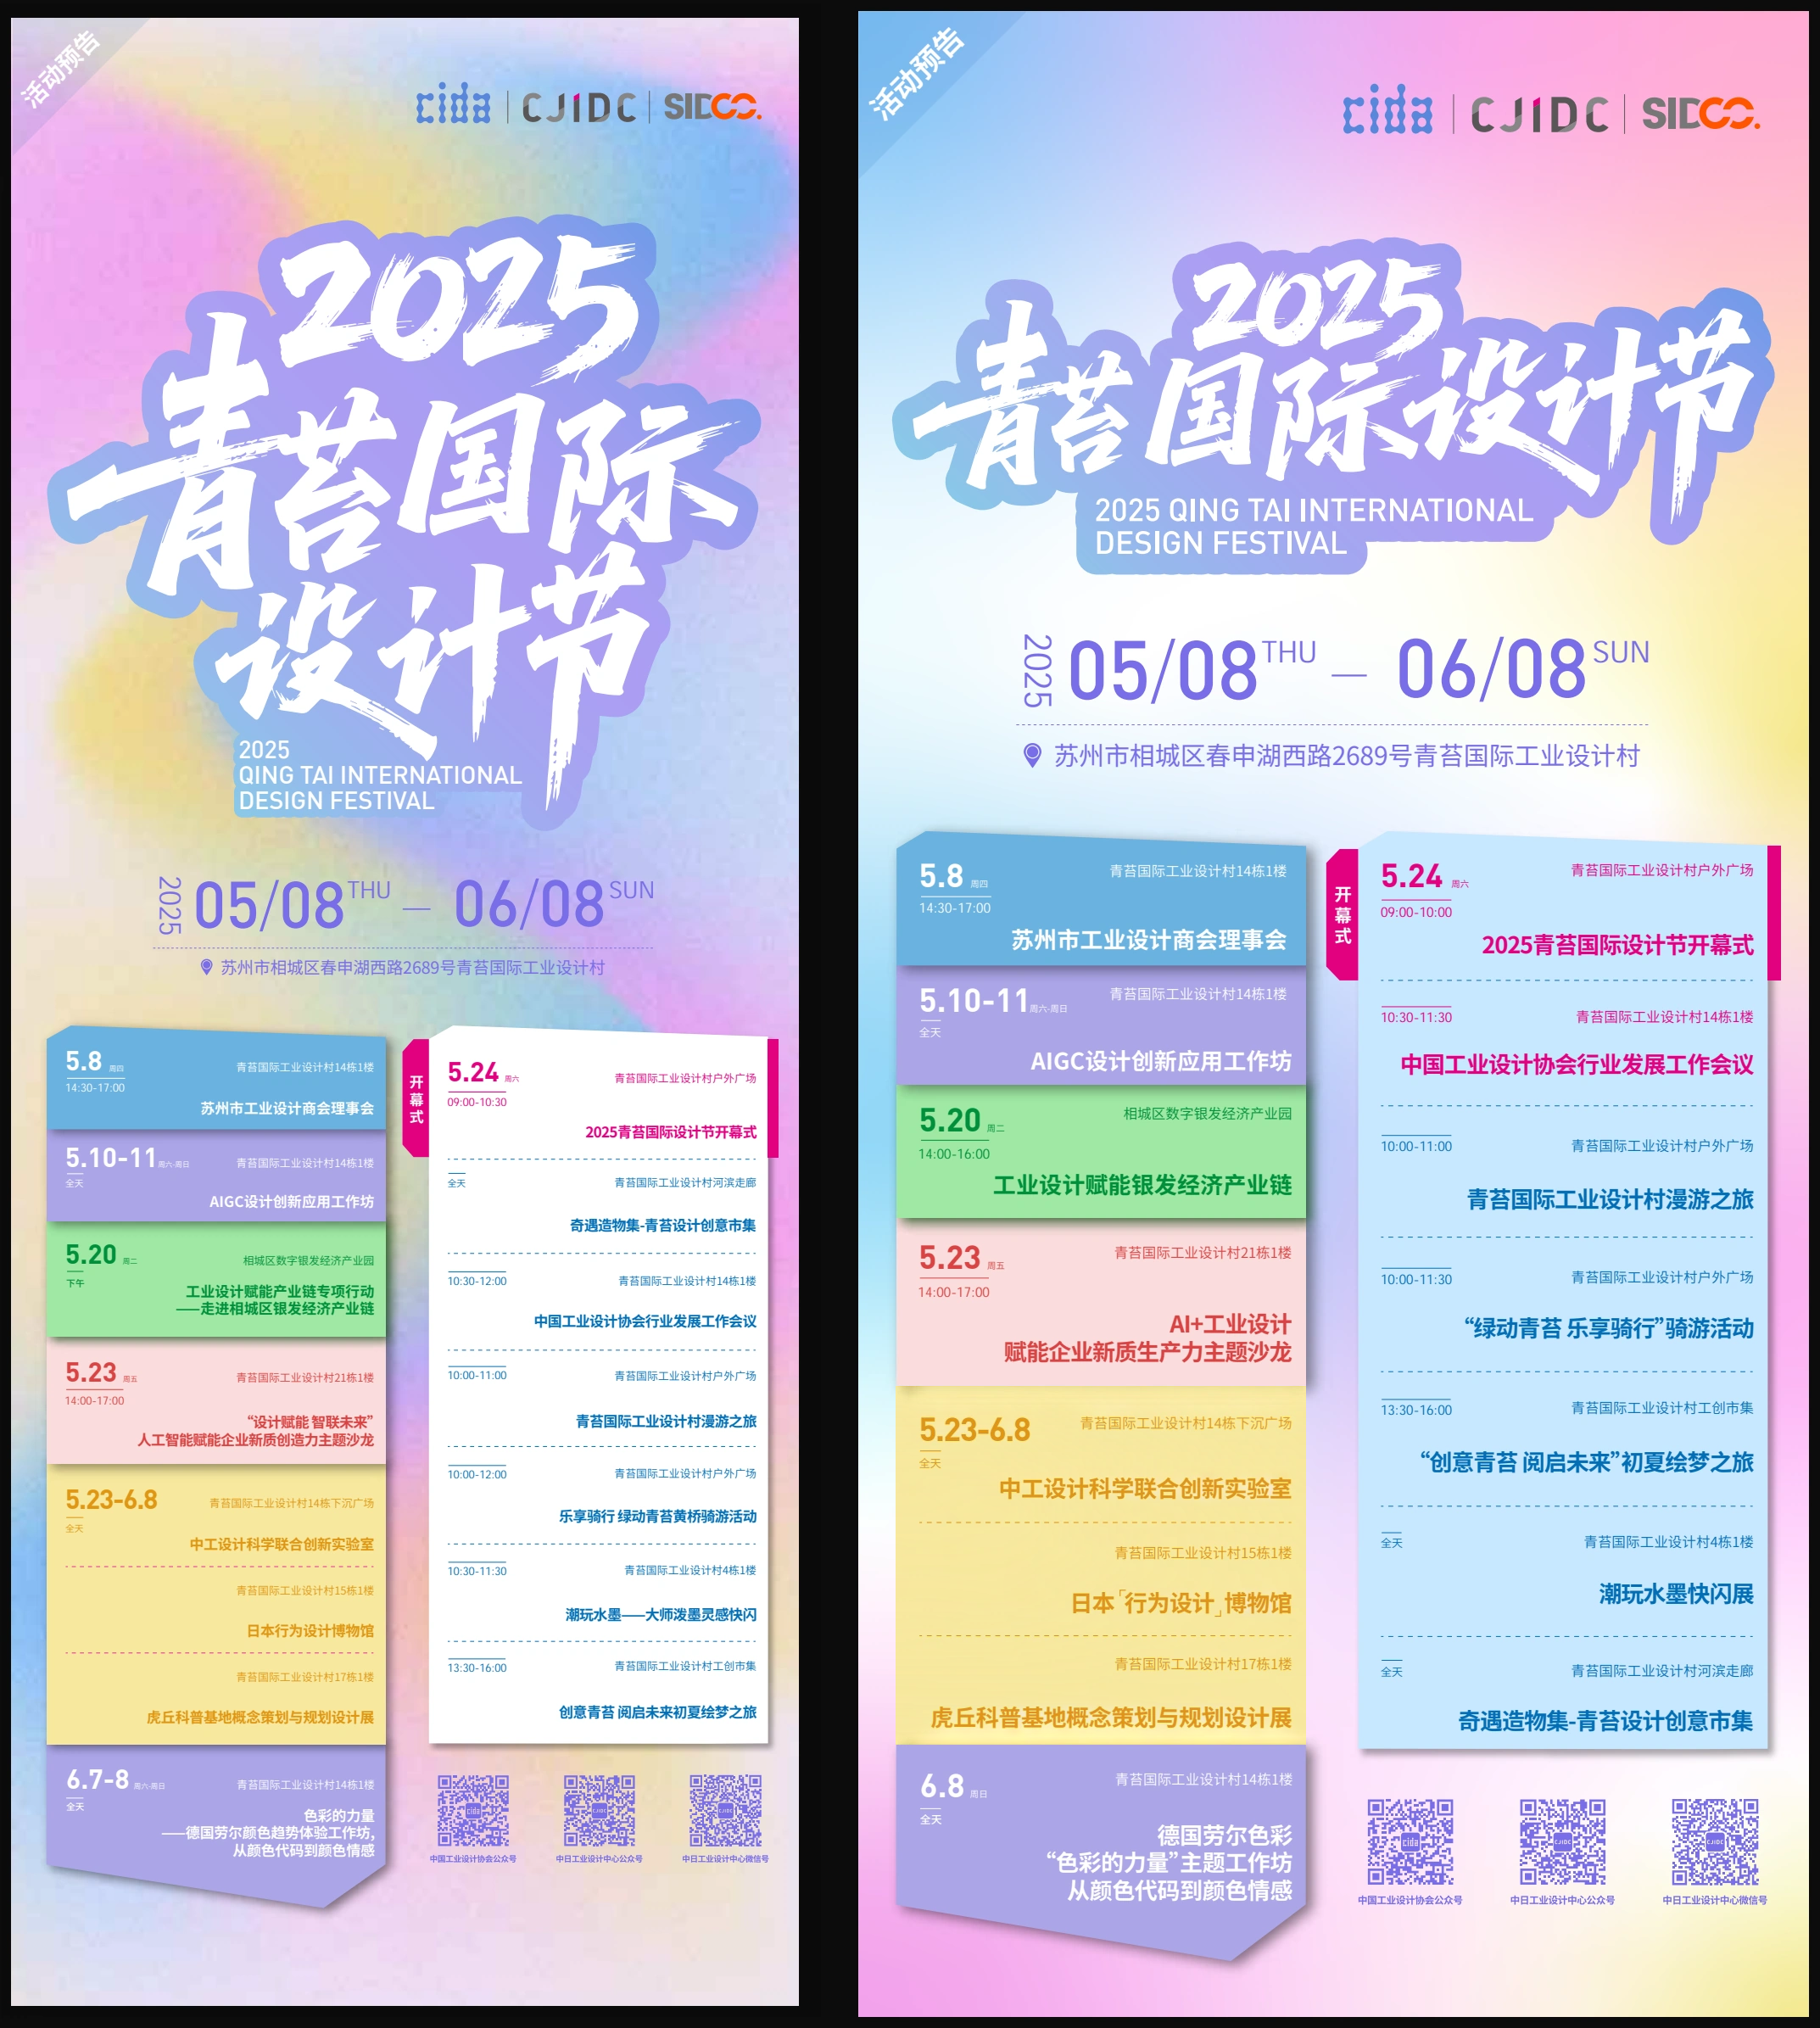 活动预告
cida
CJIDC
SIDCO.
2025
青苔国际
设计节
2025
QING TAI INTERNATIONAL
DESIGN FESTIVAL
2025
05/08 THU — 06/08 SUN
苏州市相城区春申湖西路2689号青苔国际工业设计村
5.8 周四
青苔国际工业设计村14栋1楼
14:30-17:00
苏州市工业设计商会理事会
5.10-11 周六-周日
青苔国际工业设计村14栋1楼
全天
AIGC设计创新应用工作坊
5.20 周二
相城区数字银发经济产业园
下午
工业设计赋能产业链专项行动
——走进相城区银发经济产业链
5.23 周五
青苔国际工业设计村21栋1楼
14:00-17:00
“设计赋能 智联未来”
人工智能赋能企业新质创造力主题沙龙
5.23-6.8
青苔国际工业设计村14栋下沉广场
全天
中工设计科学联合创新实验室
青苔国际工业设计村15栋1楼
日本行为设计博物馆
青苔国际工业设计村17栋1楼
虎丘科普基地概念策划与规划设计展
6.7-8 周六-周日
青苔国际工业设计村14栋1楼
全天
色彩的力量
——德国劳尔颜色趋势体验工作坊,
从颜色代码到颜色情感
开幕式
5.24 周六
青苔国际工业设计村户外广场
09:00-10:30
2025青苔国际设计节开幕式
全天
青苔国际工业设计村河滨走廊
奇遇造物集-青苔设计创意市集
10:30-12:00
青苔国际工业设计村14栋1楼
中国工业设计协会行业发展工作会议
10:00-11:00
青苔国际工业设计村户外广场
青苔国际工业设计村漫游之旅
10:00-12:00
青苔国际工业设计村户外广场
乐享骑行 绿动青苔黄桥骑游活动
10:30-11:30
青苔国际工业设计村4栋1楼
潮玩水墨——大师泼墨灵感快闪
13:30-16:00
青苔国际工业设计村工创市集
创意青苔 阅启未来初夏绘梦之旅
cida
CJIDC
CJIDC
中国工业设计协会公众号
中日工业设计中心公众号
中日工业设计中心微信号
活动预告
cida
CJIDC
SIDCO.
2025
青苔国际设计节
2025 QING TAI INTERNATIONAL
DESIGN FESTIVAL
2025
05/08 THU — 06/08 SUN
苏州市相城区春申湖西路2689号青苔国际工业设计村
5.8 周四
青苔国际工业设计村14栋1楼
14:30-17:00
苏州市工业设计商会理事会
5.10-11 周六-周日
青苔国际工业设计村14栋1楼
全天
AIGC设计创新应用工作坊
5.20 周二
相城区数字银发经济产业园
14:00-16:00
工业设计赋能银发经济产业链
5.23 周五
青苔国际工业设计村21栋1楼
14:00-17:00
AI+工业设计
赋能企业新质生产力主题沙龙
5.23-6.8
青苔国际工业设计村14栋下沉广场
全天
中工设计科学联合创新实验室
青苔国际工业设计村15栋1楼
日本「行为设计」博物馆
青苔国际工业设计村17栋1楼
虎丘科普基地概念策划与规划设计展
6.8 周日
青苔国际工业设计村14栋1楼
全天
德国劳尔色彩
“色彩的力量”主题工作坊
从颜色代码到颜色情感
开幕式
5.24 周六
青苔国际工业设计村户外广场
09:00-10:00
2025青苔国际设计节开幕式
10:30-11:30
青苔国际工业设计村14栋1楼
中国工业设计协会行业发展工作会议
10:00-11:00
青苔国际工业设计村户外广场
青苔国际工业设计村漫游之旅
10:00-11:30
青苔国际工业设计村户外广场
“绿动青苔 乐享骑行”骑游活动
13:30-16:00
青苔国际工业设计村工创市集
“创意青苔 阅启未来”初夏绘梦之旅
全天
青苔国际工业设计村4栋1楼
潮玩水墨快闪展
全天
青苔国际工业设计村河滨走廊
奇遇造物集-青苔设计创意市集
cida
CJIDC
CJIDC
中国工业设计协会公众号
中日工业设计中心公众号
中日工业设计中心微信号